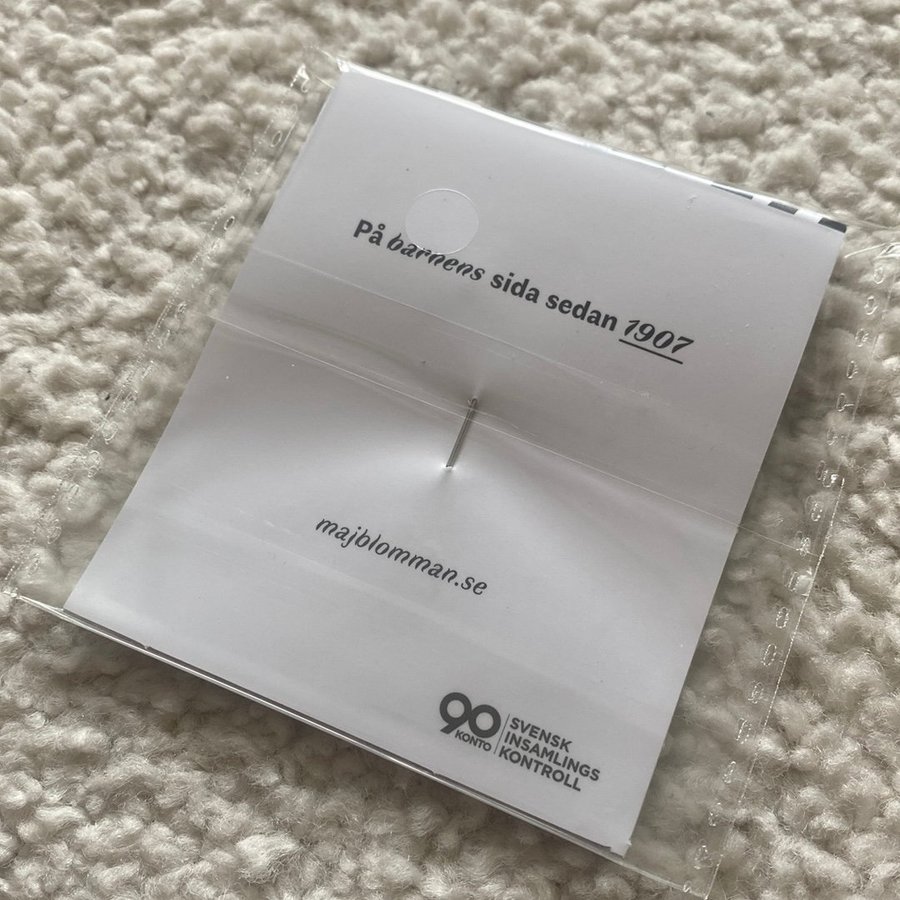 På barnens sida sedan 1907
majblomman.se
90
KONTO
SVENSK
INSAMLINGS
KONTROLL